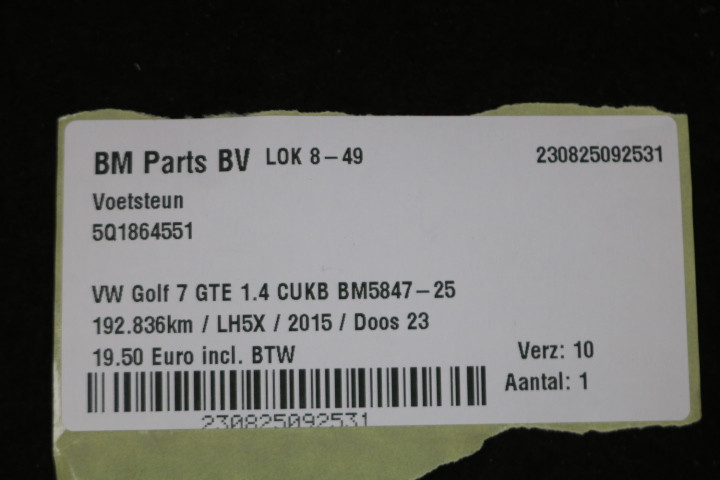 BM Parts BV LOK 8-49 230825092531
Voetsteun
5Q1864551
VW Golf 7 GTE 1.4 CUKB BM5847-25
192.836km / LH5X / 2015 / Doos 23
19.50 Euro incl. BTW Verz: 10
Aantal: 1
230825092531